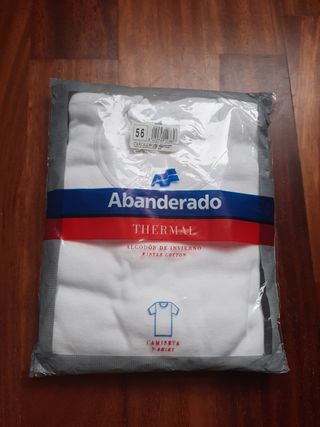 56
Abanderado
THERMAL
ALGODÓN DE INVIERNO
WINTER COTTON
CAMISETA
T-SHIRT